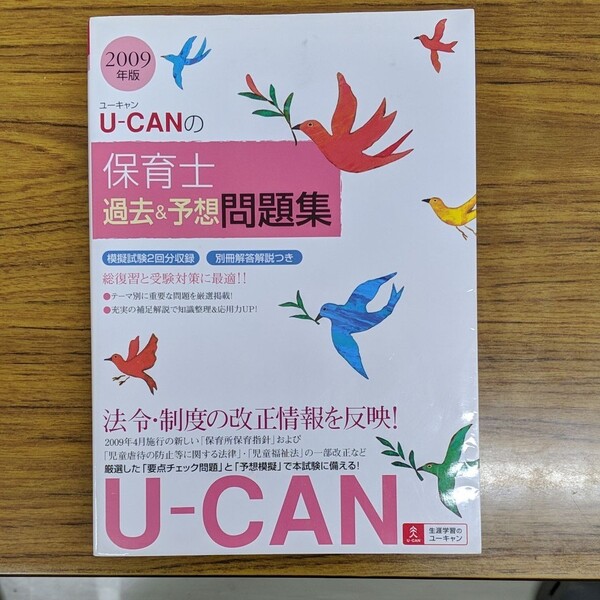 2009
年版
ユーキャン
U-CANの
保育士
過去&予想問題集
模擬試験2回分収録
別冊解答解説つき
総復習と受験対策に最適!!
●テーマ別に重要な問題を厳選掲載!
●充実の補足解説で知識整理&応用力UP!
法令・制度の改正情報を反映!
2009年4月施行の新しい「保育所保育指針」および
「児童虐待の防止等に関する法律」・「児童福祉法」の一部改正など
厳選した「要点チェック問題」と「予想模擬」で本試験に備える!
U-CAN
U-CAN
生涯学習の
ユーキャン